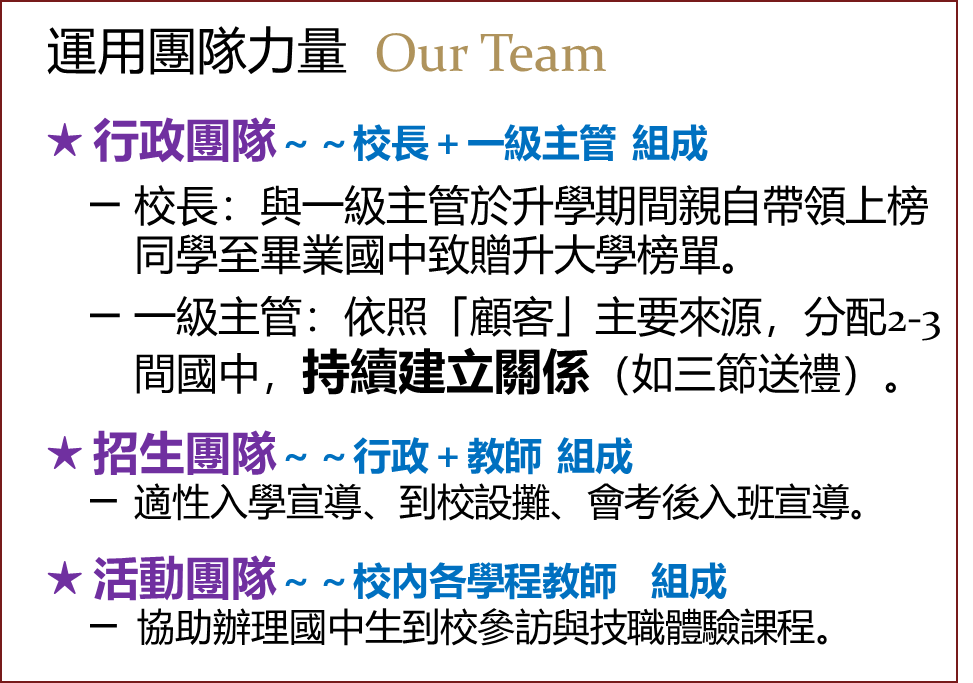 運用團隊力量 Our Team
★ 行政團隊~~校長+一級主管 組成
– 校長：與一級主管於升學期間親自帶領上榜
同學至畢業國中致贈升大學榜單。
– 一級主管：依照「顧客」主要來源，分配2-3
間國中，持續建立關係（如三節送禮）。
★ 招生團隊~~行政+教師 組成
– 適性入學宣導、到校設攤、會考後入班宣導。
★ 活動團隊~~校內各學程教師　組成
– 協助辦理國中生到校參訪與技職體驗課程。